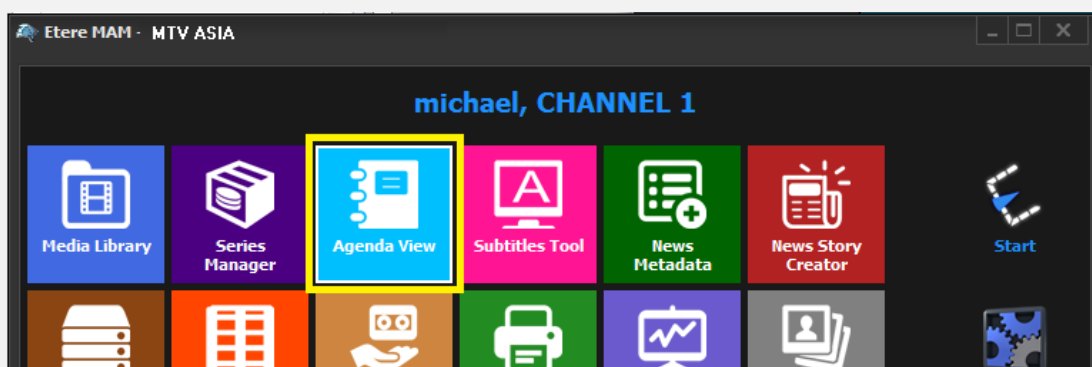 Etere MAM - MTV ASIA
michael, CHANNEL 1
Media Library
Series
Manager
Agenda View
Subtitles Tool
News
Metadata
News Story
Creator
Start